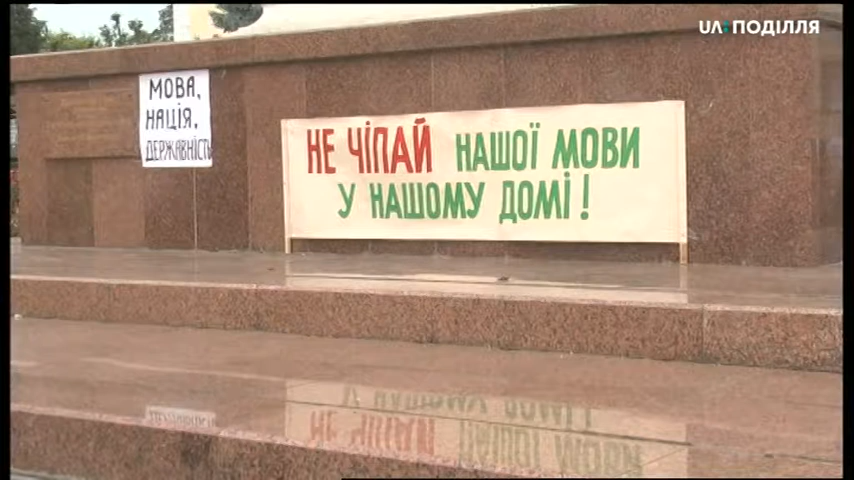 UA:ПОДІЛЛЯ
МОВА,
НАЦІЯ,
ДЕРЖАВНІСТЬ
НЕ ЧІПАЙ НАШОЇ МОВИ
У НАШОМУ ДОМІ!